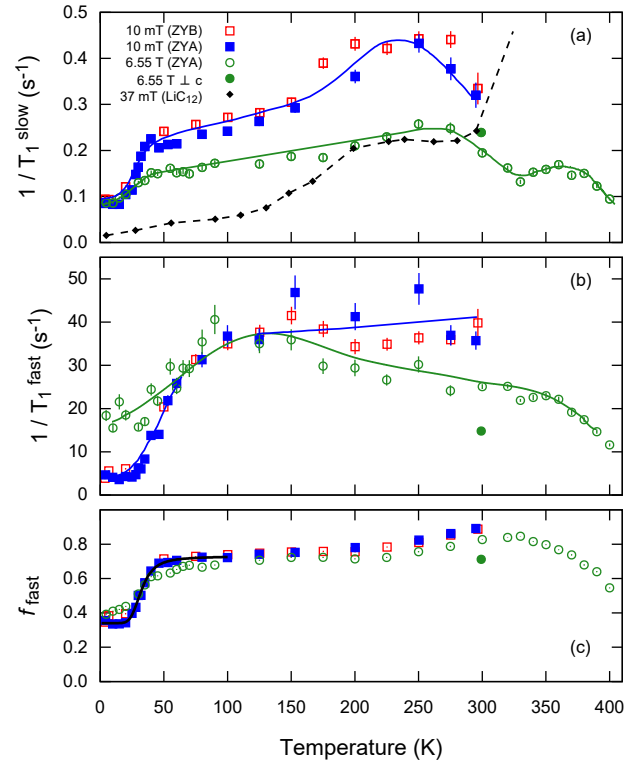 10 mT (ZYB)
10 mT (ZYA)
6.55 T (ZYA)
6.55 T ⊥ c
37 mT (LiC12)
(a)
1 / T1 slow (s-1)
0.5
0.4
0.3
0.2
0.1
0.0
(b)
1 / T1 fast (s-1)
50
40
30
20
10
0
(c)
ffast
0.8
0.6
0.4
0.2
0.0
0 50 100 150 200 250 300 350 400
Temperature (K)